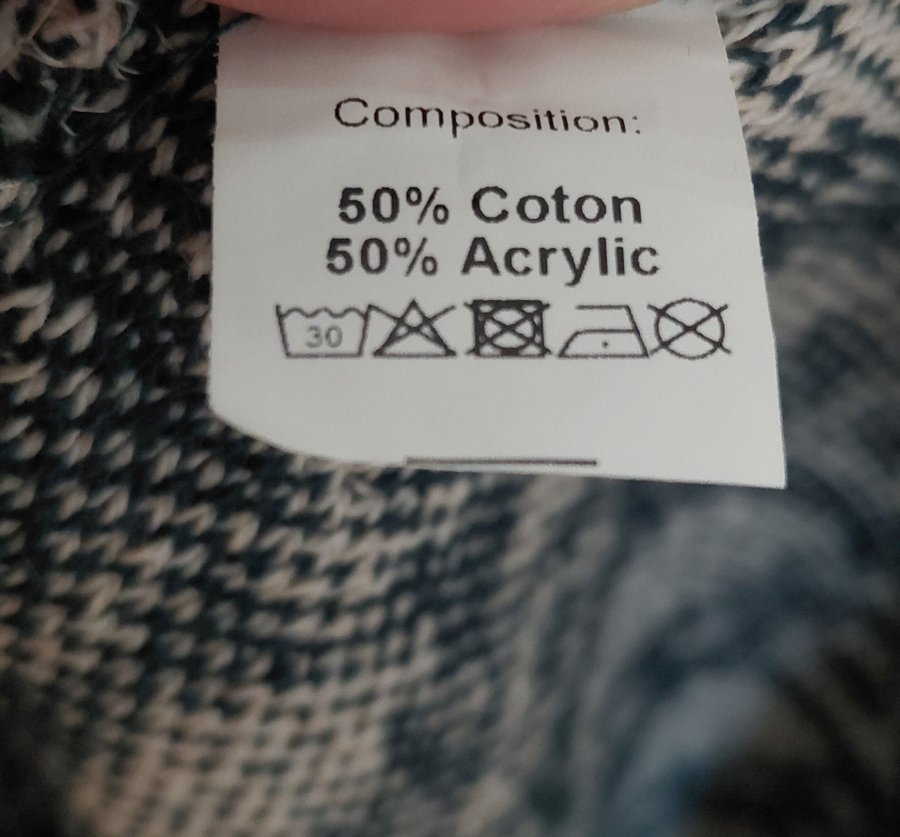 Composition:
50% Coton
50% Acrylic
30